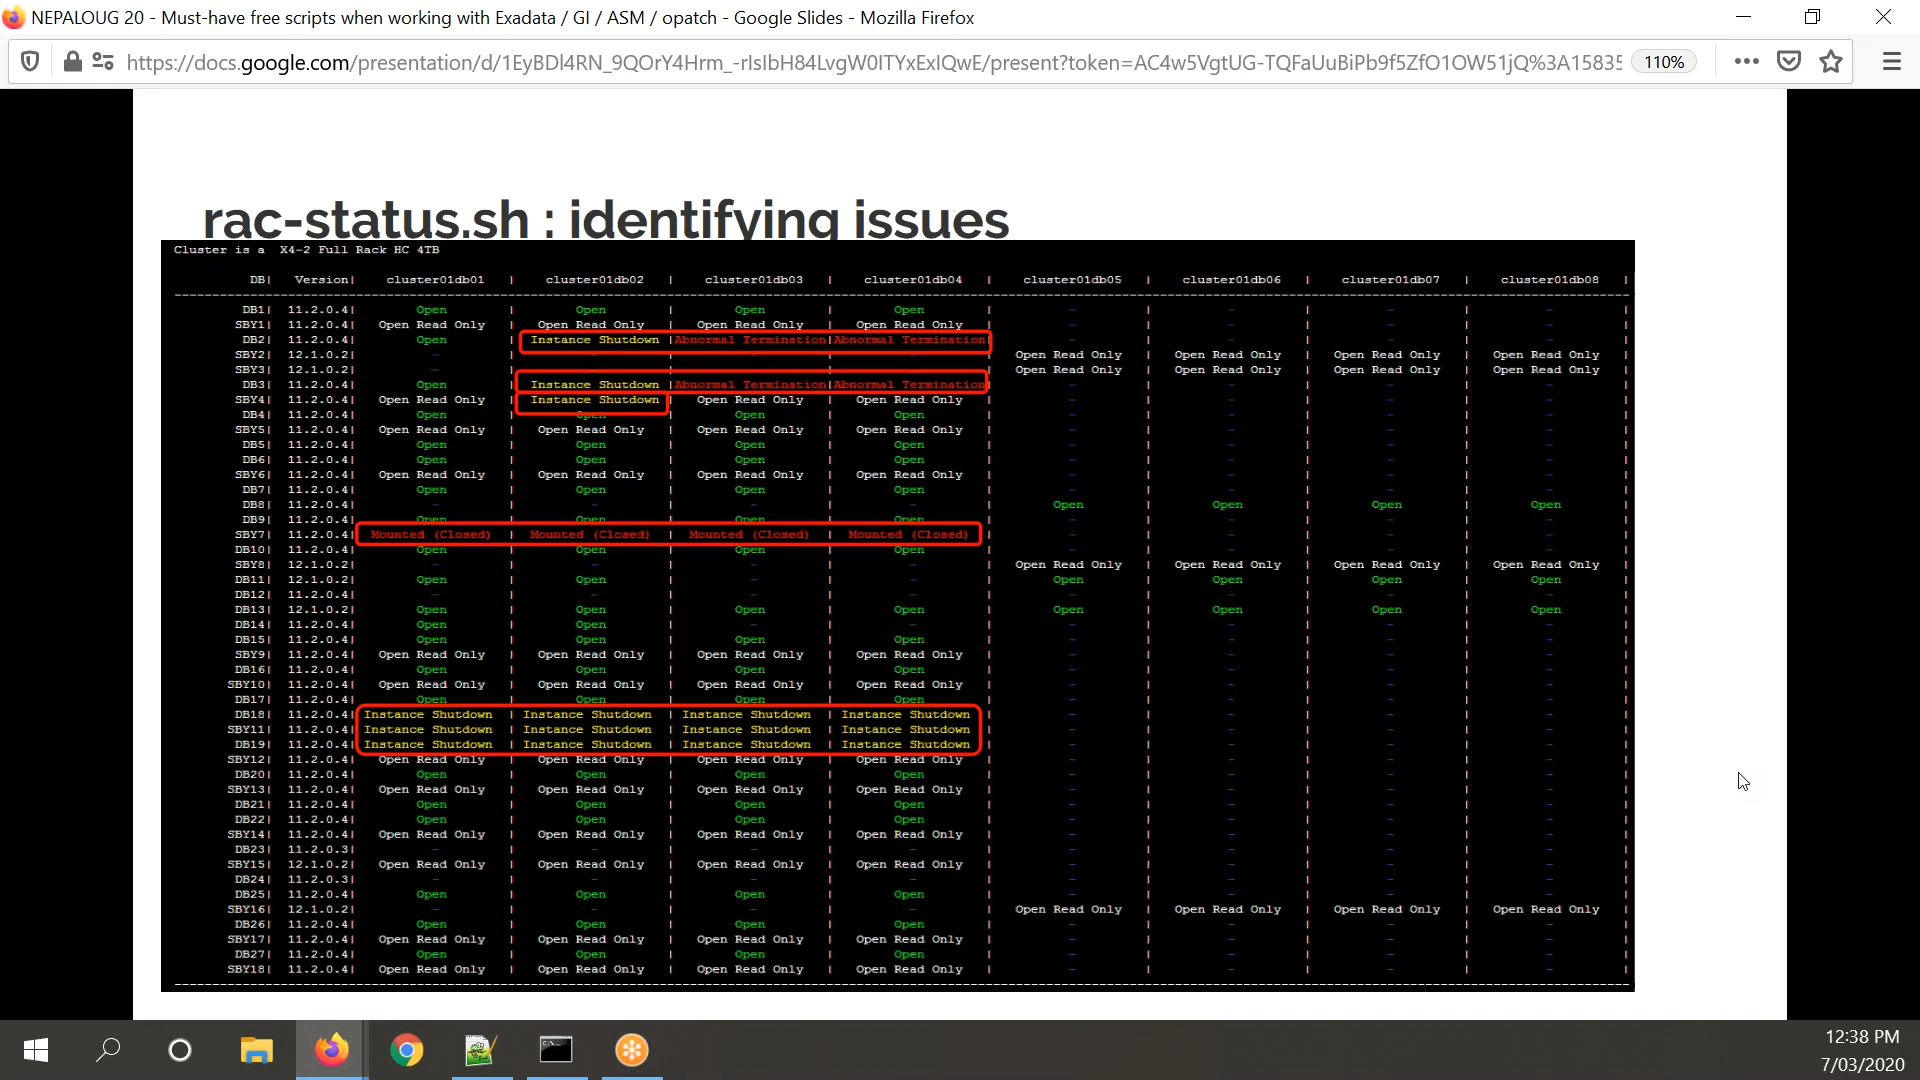 NEPALOUG 20 - Must-have free scripts when working with Exadata / GI / ASM / opatch - Google Slides - Mozilla Firefox
https://docs.google.com/presentation/d/1EyBDl4RN_9QOrY4Hrm_-rIsIbH84LvgW0ITYxExIQwE/present?token=AC4w5VgtUG-TQFaUuBiPb9f5ZfO1OW51jQ%3A15835 110%
rac-status.sh : identifying issues
Cluster is a X4-2 Full Rack HC 4TB
DB| Version| cluster01db01 | cluster01db02 | cluster01db03 | cluster01db04 | cluster01db05 | cluster01db06 | cluster01db07 | cluster01db08 |
DB1| 11.2.0.4| Open | Open | Open | Open | - | - | - | - |
SBY1| 11.2.0.4| Open Read Only | Open Read Only | Open Read Only | Open Read Only | - | - | - | - |
DB2| 11.2.0.4| Open | Instance Shutdown |Abnormal Termination|Abnormal Termination| - | - | - | - |
SBY2| 12.1.0.2| - | - | - | - | Open Read Only | Open Read Only | Open Read Only | Open Read Only |
SBY3| 12.1.0.2| - | Open Read Only | Open Read Only | Open Read Only | Open Read Only |
DB3| 11.2.0.4| Open | Instance Shutdown |Abnormal Termination|Abnormal Termination| - | - | - | - |
SBY4| 11.2.0.4| Open Read Only | Instance Shutdown | Open Read Only | Open Read Only | - | - | - | - |
DB4| 11.2.0.4| Open | Open | Open | Open | - | - | - | - |
SBY5| 11.2.0.4| Open Read Only | Open Read Only | Open Read Only | Open Read Only | - | - | - | - |
DB5| 11.2.0.4| Open | Open | Open | Open | - | - | - | - |
DB6| 11.2.0.4| Open | Open | Open | Open | - | - | - | - |
SBY6| 11.2.0.4| Open Read Only | Open Read Only | Open Read Only | Open Read Only | - | - | - | - |
DB7| 11.2.0.4| Open | Open | Open | Open | - | - | - | - |
DB8| 11.2.0.4| - | - | - | - | Open | Open | Open | Open |
DB9| 11.2.0.4| Open | Open | Open | Open | - | - | - | - |
SBY7| 11.2.0.4| Mounted (Closed) | Mounted (Closed) | Mounted (Closed) | Mounted (Closed) | - | - | - | - |
DB10| 11.2.0.4| Open | Open | Open | Open | - | - | - | - |
SBY8| 12.1.0.2| - | - | - | - | Open Read Only | Open Read Only | Open Read Only | Open Read Only |
DB11| 12.1.0.2| Open | Open | - | - | Open | Open | Open | Open |
DB12| 11.2.0.4| - | - | - | - | - | - | - | - |
DB13| 12.1.0.2| Open | Open | Open | Open | Open | Open | Open | Open |
DB14| 11.2.0.4| Open | Open | - | - | - | - | - | - |
DB15| 11.2.0.4| Open | Open | Open | Open | - | - | - | - |
SBY9| 11.2.0.4| Open Read Only | Open Read Only | Open Read Only | Open Read Only | - | - | - | - |
DB16| 11.2.0.4| Open | Open | Open | Open | - | - | - | - |
SBY10| 11.2.0.4| Open Read Only | Open Read Only | Open Read Only | Open Read Only | - | - | - | - |
DB17| 11.2.0.4| Open | Open | Open | Open | - | - | - | - |
DB18| 11.2.0.4| Instance Shutdown | Instance Shutdown | Instance Shutdown | Instance Shutdown | - | - | - | - |
SBY11| 11.2.0.4| Instance Shutdown | Instance Shutdown | Instance Shutdown | Instance Shutdown | - | - | - | - |
DB19| 11.2.0.4| Instance Shutdown | Instance Shutdown | Instance Shutdown | Instance Shutdown | - | - | - | - |
SBY12| 11.2.0.4| Open Read Only | Open Read Only | Open Read Only | Open Read Only | - | - | - | - |
DB20| 11.2.0.4| Open | Open | Open | Open | - | - | - | - |
SBY13| 11.2.0.4| Open Read Only | Open Read Only | Open Read Only | Open Read Only | - | - | - | - |
DB21| 11.2.0.4| Open | Open | Open | Open | - | - | - | - |
DB22| 11.2.0.4| Open | Open | Open | Open | - | - | - | - |
SBY14| 11.2.0.4| Open Read Only | Open Read Only | Open Read Only | Open Read Only | - | - | - | - |
DB23| 11.2.0.3| - | - | - | - | - | - | - | - |
SBY15| 12.1.0.2| Open Read Only | Open Read Only | Open Read Only | Open Read Only | - | - | - | - |
DB24| 11.2.0.3| - | - | - | - | - | - | - | - |
DB25| 11.2.0.4| Open | Open | Open | Open | - | - | - | - |
SBY16| 12.1.0.2| - | - | - | - | Open Read Only | Open Read Only | Open Read Only | Open Read Only |
DB26| 11.2.0.4| Open | Open | Open | Open | - | - | - | - |
SBY17| 11.2.0.4| Open Read Only | Open Read Only | Open Read Only | Open Read Only | - | - | - | - |
DB27| 11.2.0.4| Open | Open | Open | Open | - | - | - | - |
SBY18| 11.2.0.4| Open Read Only | Open Read Only | Open Read Only | Open Read Only | - | - | - | - |
12:38 PM
7/03/2020